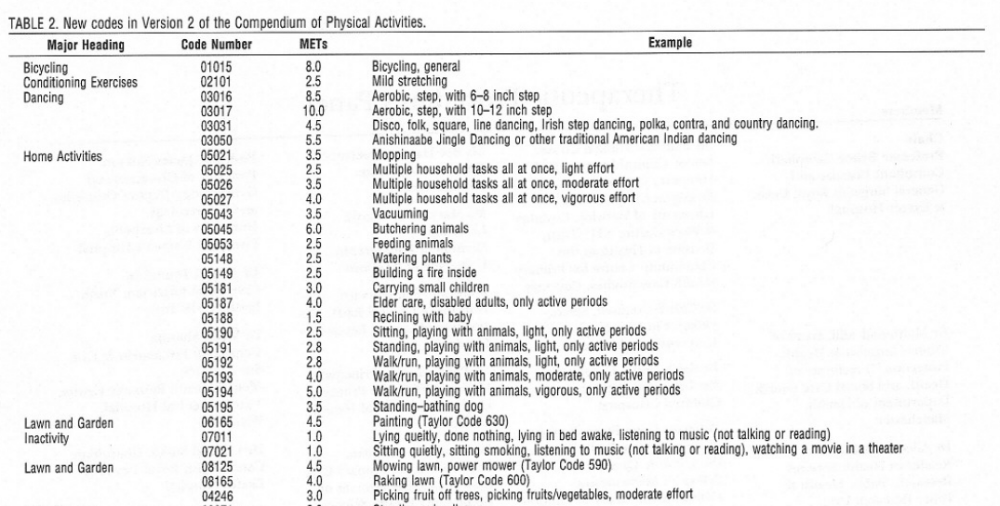 TABLE 2. New codes in Version 2 of the Compendium of Physical Activities.
Major Heading Code Number METs Example
Bicycling 01015 8.0 Bicycling, general
Conditioning Exercises 02101 2.5 Mild stretching
Dancing 03016 8.5 Aerobic, step, with 6–8 inch step
03017 10.0 Aerobic, step, with 10–12 inch step
03031 4.5 Disco, folk, square, line dancing, Irish step dancing, polka, contra, and country dancing.
03050 5.5 Anishinaabe Jingle Dancing or other traditional American Indian dancing
Home Activities 05021 3.5 Mopping
05025 2.5 Multiple household tasks all at once, light effort
05026 3.5 Multiple household tasks all at once, moderate effort
05027 4.0 Multiple household tasks all at once, vigorous effort
05043 3.5 Vacuuming
05045 6.0 Butchering animals
05053 2.5 Feeding animals
05148 2.5 Watering plants
05149 2.5 Building a fire inside
05181 3.0 Carrying small children
05187 4.0 Elder care, disabled adults, only active periods
05188 1.5 Reclining with baby
05190 2.5 Sitting, playing with animals, light, only active periods
05191 2.8 Standing, playing with animals, light, only active periods
05192 2.8 Walk/run, playing with animals, light, only active periods
05193 4.0 Walk/run, playing with animals, moderate, only active periods
05194 5.0 Walk/run, playing with animals, vigorous, only active periods
05195 3.5 Standing–bathing dog
Lawn and Garden 06165 4.5 Painting (Taylor Code 630)
Inactivity 07011 1.0 Lying queitly, done nothing, lying in bed awake, listening to music (not talking or reading)
07021 1.0 Sitting quietly, sitting smoking, listening to music (not talking or reading), watching a movie in a theater
Lawn and Garden 08125 4.5 Mowing lawn, power mower (Taylor Code 590)
08165 4.0 Raking lawn (Taylor Code 600)
04246 3.0 Picking fruit off trees, picking fruits/vegetables, moderate effort